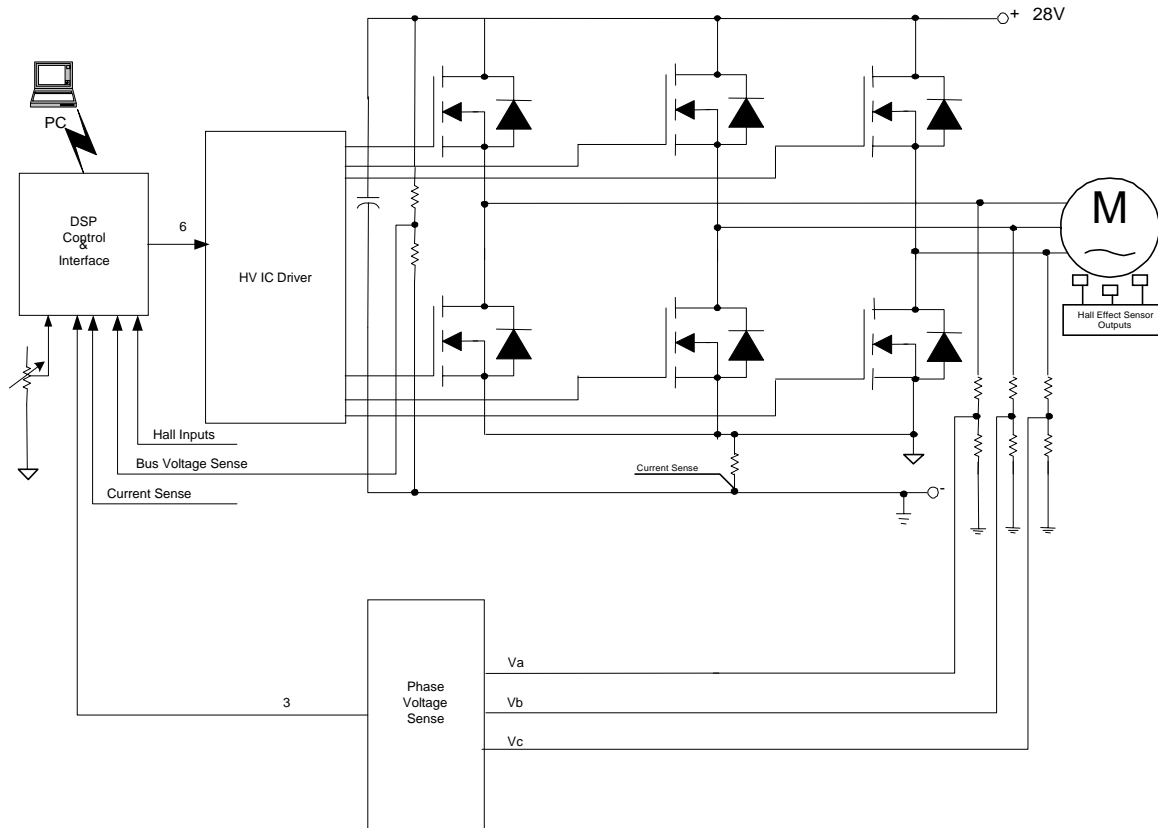 + 28V
PC
DSP
Control
&
Interface
6
HV IC Driver
M
Hall Effect Sensor
Outputs
Hall Inputs
Bus Voltage Sense
Current Sense
Current Sense
-
Phase
Voltage
Sense
Va
Vb
Vc
3